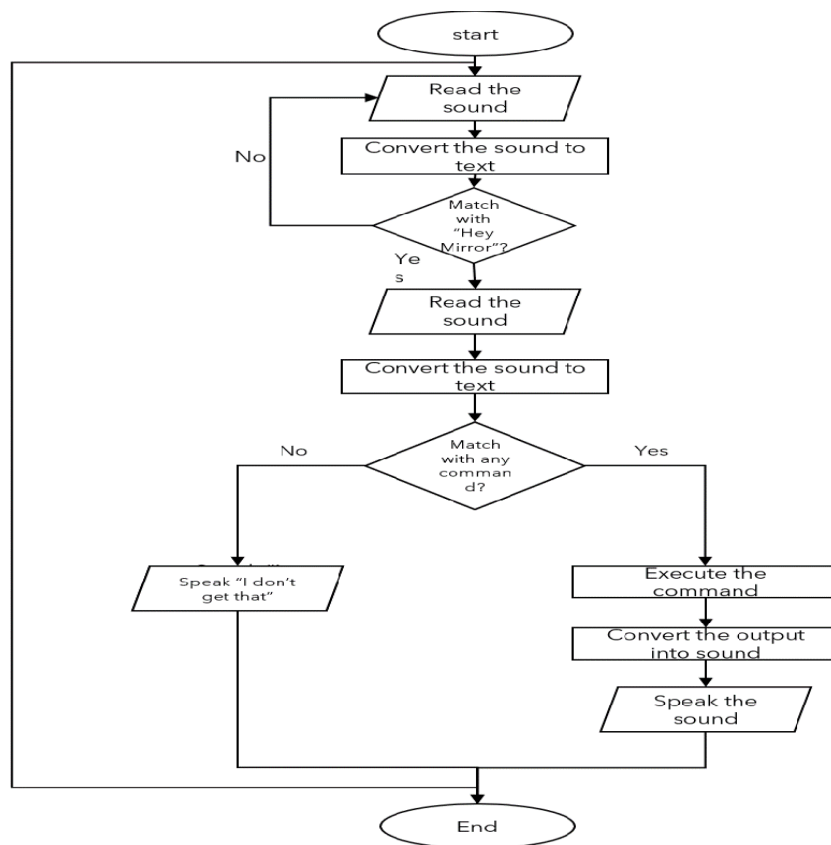 start
Read the
sound
Convert the sound to
text
No
Match
with
“Hey
Mirror”?
Ye
s
Read the
sound
Convert the sound to
text
No
Match
with any
comman
d?
Yes
Speak “I don’t
get that”
Execute the
command
Convert the output
into sound
Speak the
sound
End